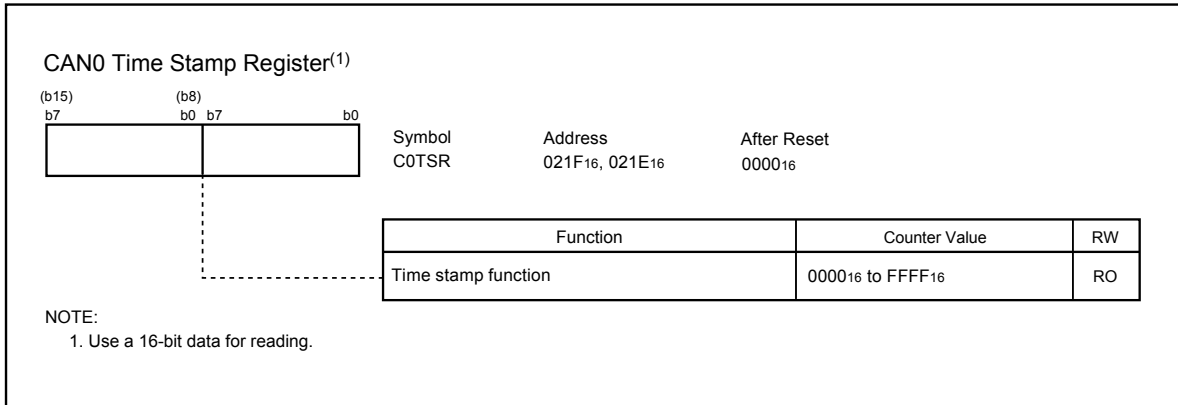 CAN0 Time Stamp Register(1)
(b15) (b8)
b7 b0 b7 b0
Symbol Address After Reset
C0TSR 021F16, 021E16 000016
Function Counter Value RW
Time stamp function 000016 to FFFF16 RO
NOTE:
1. Use a 16-bit data for reading.